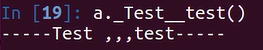 In [19]: a._Test__test()
-----Test ,,,test-----